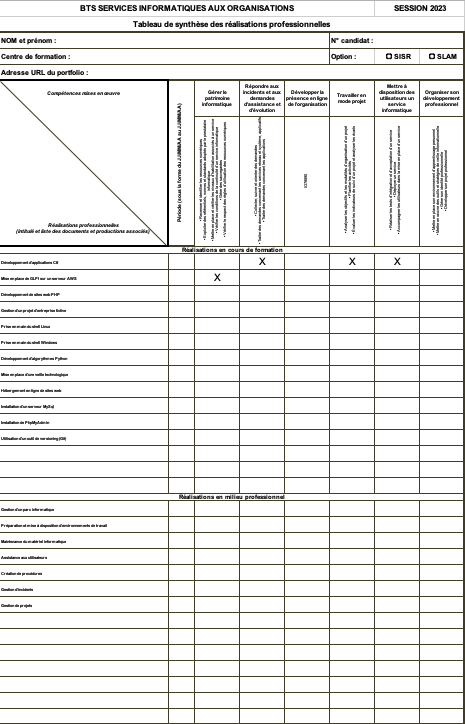 BTS SERVICES INFORMATIQUES AUX ORGANISATIONS
SESSION 2023
Tableau de synthèse des réalisations professionnelles
NOM et prénom :
N° candidat :
Centre de formation :
Option :
SISR
SLAM
Adresse URL du portfolio :
Compétences mises en œuvre
Réalisations professionnelles
(intitulé et liste des documents et productions associés)
Période (sous la forme du JJ/MM/AA au JJ/MM/AA)
Gérer le
patrimoine
informatique
Répondre aux
incidents et aux
demandes
d'assistance et
d'évolution
Développer la
présence en ligne
de l'organisation
Travailler en
mode projet
Mettre à
disposition des
utilisateurs un
service
informatique
Organiser son
développement
professionnel
Réalisations en cours de formation
Développement d'applications C#
X
X
X
Mise en place de GLPI sur un serveur AWS
X
Développement de sites web PHP
Gestion d'un projet d'entreprise fictive
Prise en main du shell Linux
Prise en main du shell Windows
Développement d'algorythmes Python
Mise en place d'une veille technologique
Hébergement en ligne de sites web
Installation d'un serveur MySql
Installation de PhpMyAdmin
Utilisation d'un outil de versioning (Git)
Réalisations en milieu professionnel
Gestion d'un parc informatique
Préparation et mise à disposition d'environnements de travail
Maintenance du matériel informatique
Assistance aux utilisateurs
Création de procédures
Gestion d'incidents
Gestion de projets